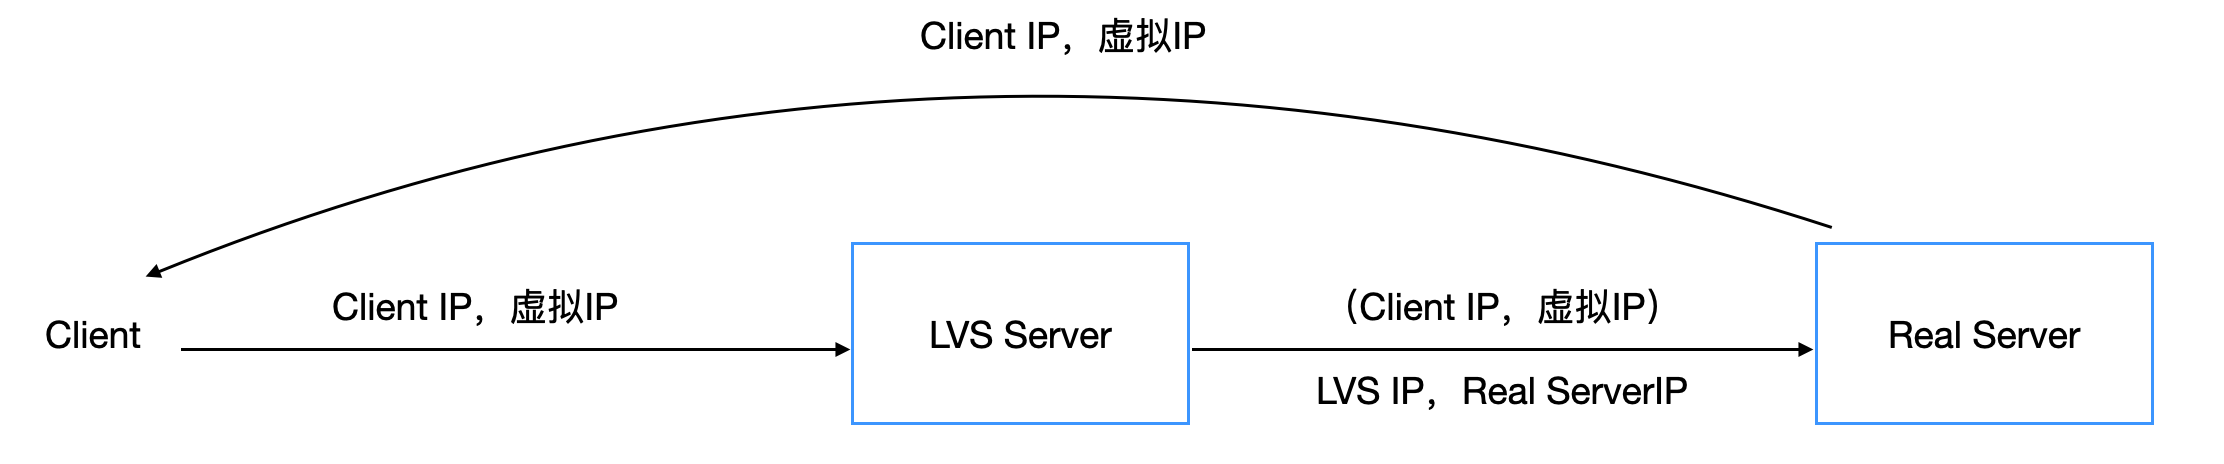 Client IP，虚拟IP
Client
Client IP，虚拟IP
LVS Server
（Client IP，虚拟IP）
LVS IP，Real ServerIP
Real Server